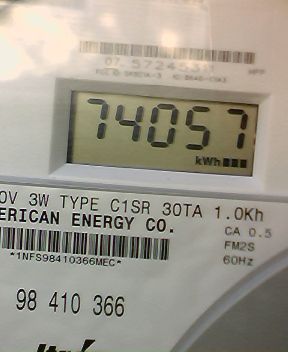 74057
kWh
0V 3W TYPE C1SR 30TA 1.0Kh
ERICAN ENERGY CO.
CA 0.5
FM2S
*1NFS98410366MEC*
60Hz
98 410 366